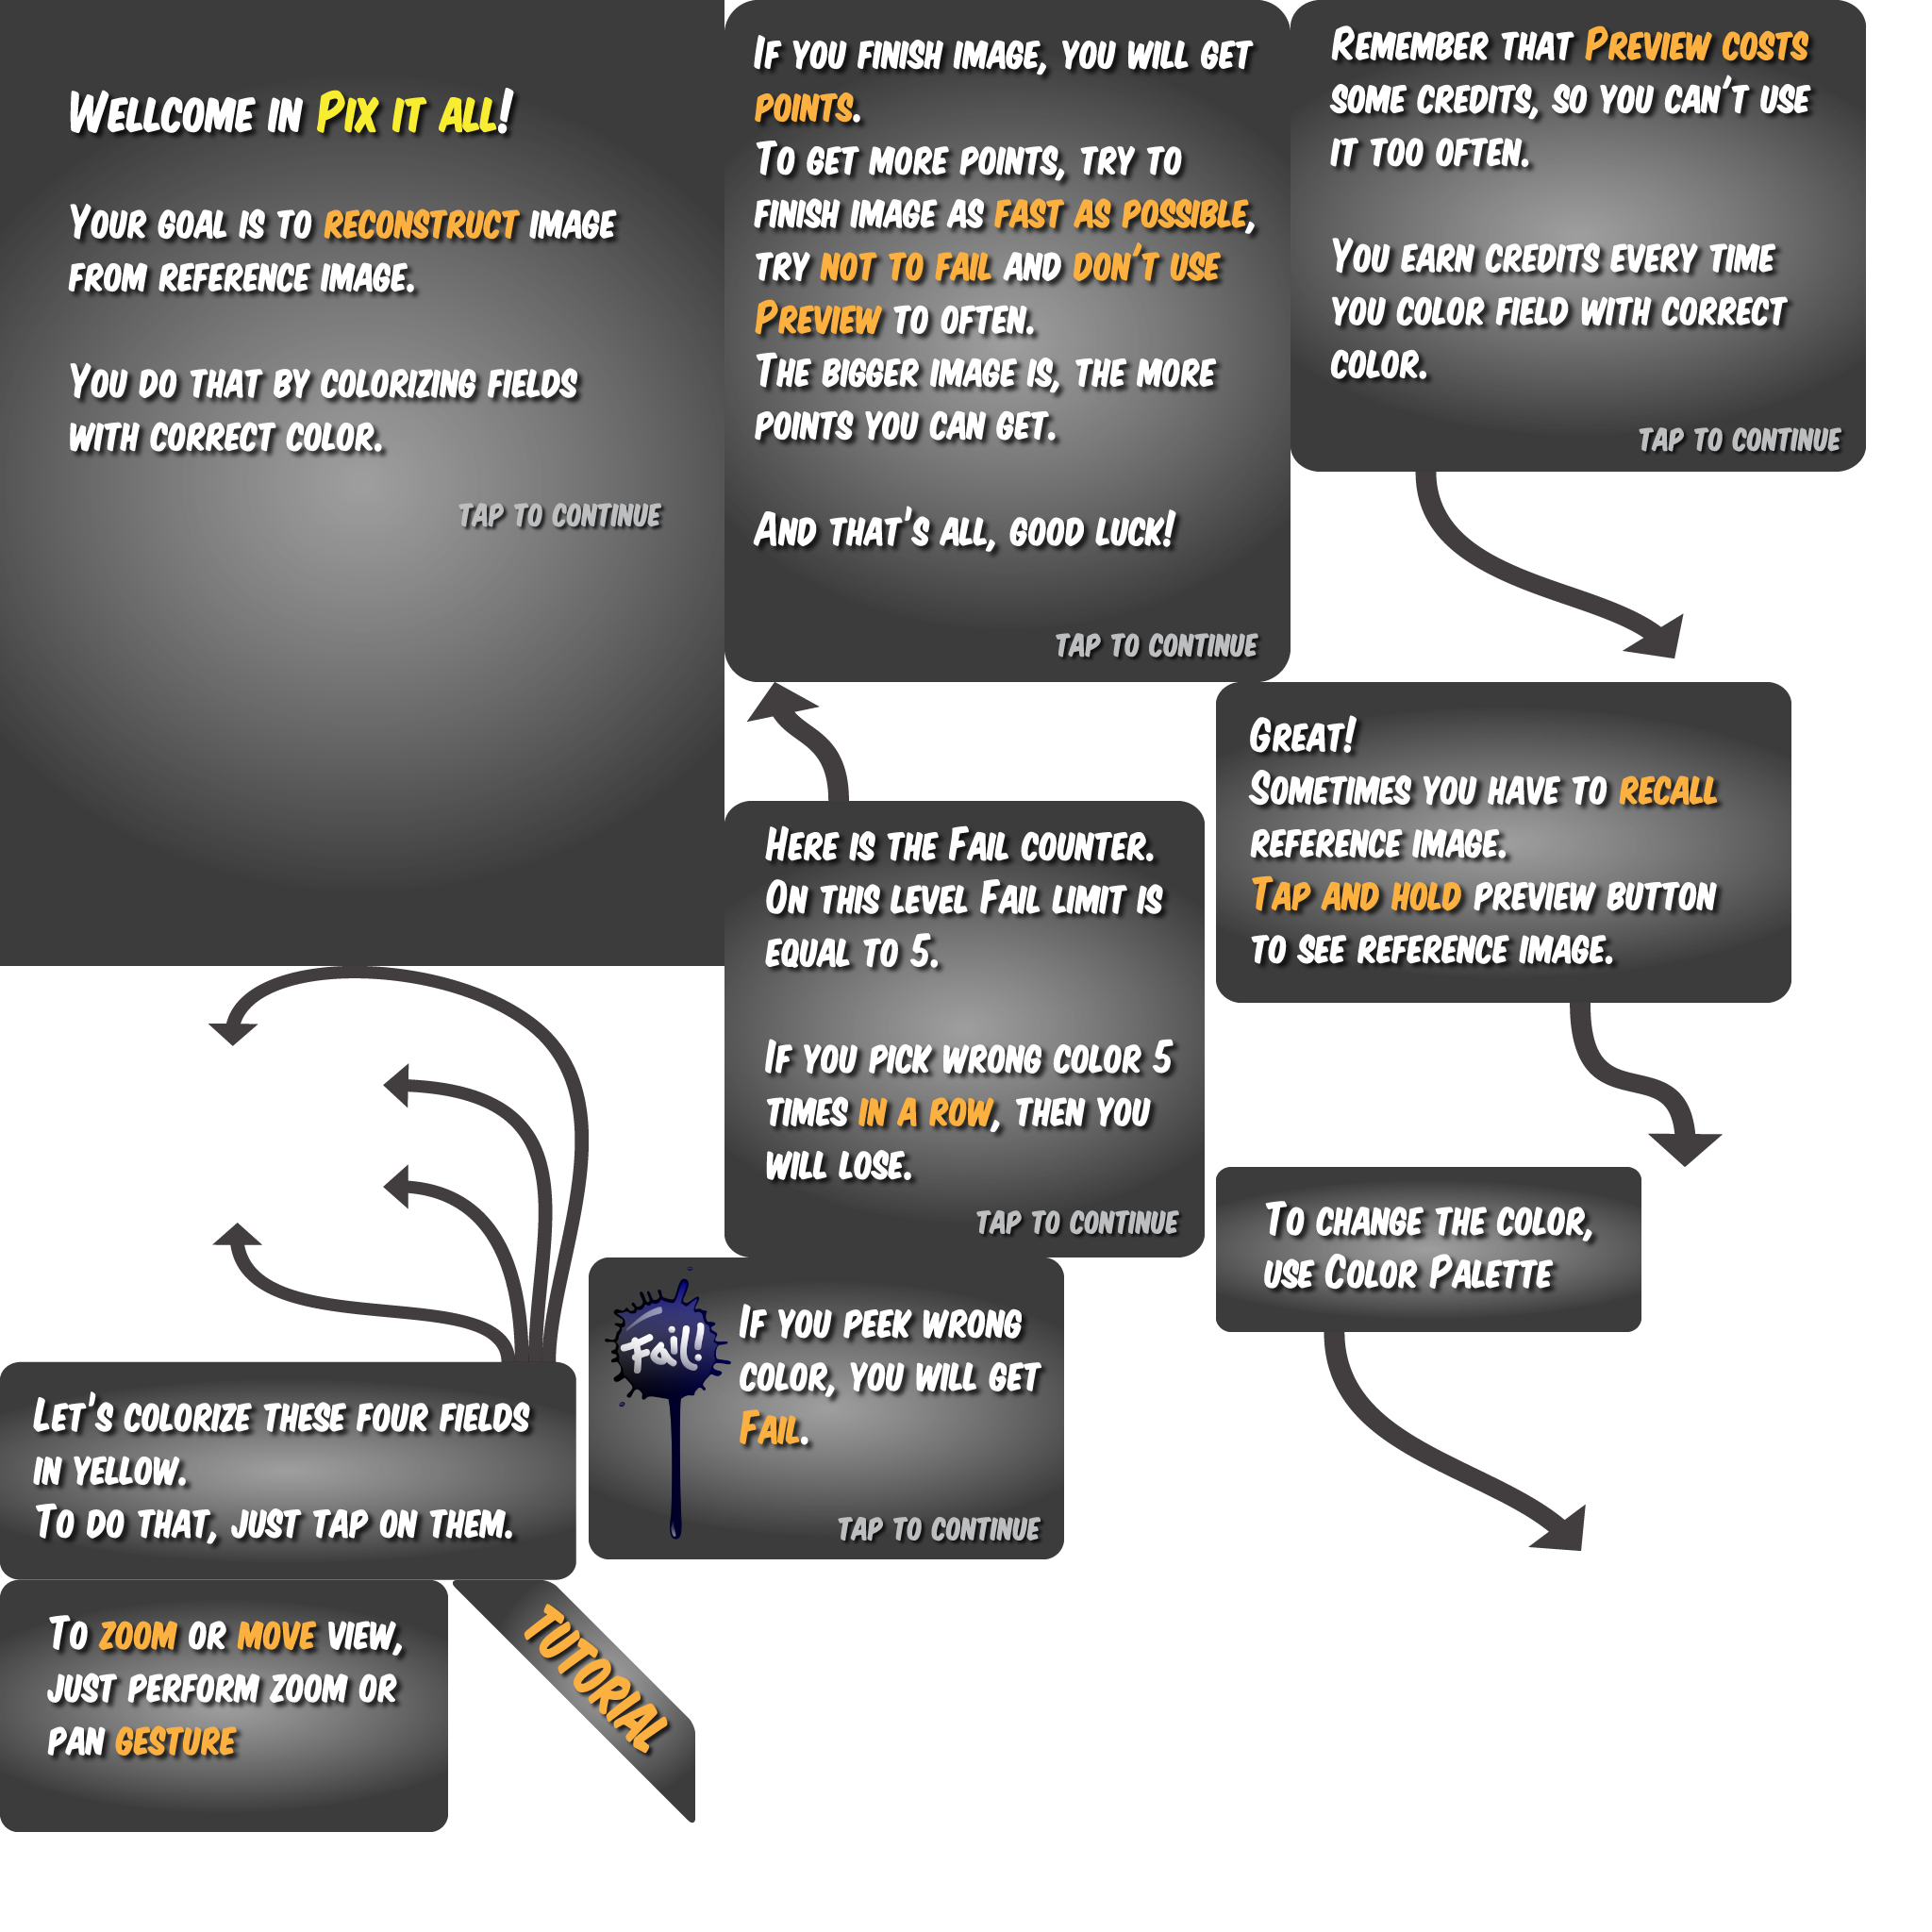 Wellcome in Pix it all!
Your goal is to reconstruct image
from reference image.
You do that by colorizing fields
with correct color.
tap to continue
If you finish image, you will get
points.
To get more points, try to
finish image as fast as possible,
try not to fail and don't use
Preview to often.
The bigger image is, the more
points you can get.
And that's all, good luck!
tap to continue
Remember that Preview costs
some credits, so you can't use
it too often.
You earn credits every time
you color field with correct
color.
tap to continue
Great!
Sometimes you have to recall
reference image.
Tap and hold preview button
to see reference image.
Here is the Fail counter.
On this level Fail limit is
equal to 5.
If you pick wrong color 5
times in a row, then you
will lose.
tap to continue
To change the color,
use Color Palette
Fail!
If you peek wrong
color, you will get
Fail.
tap to continue
Let's colorize these four fields
in yellow.
To do that, just tap on them.
To zoom or move view,
just perform zoom or
pan gesture
Tutorial